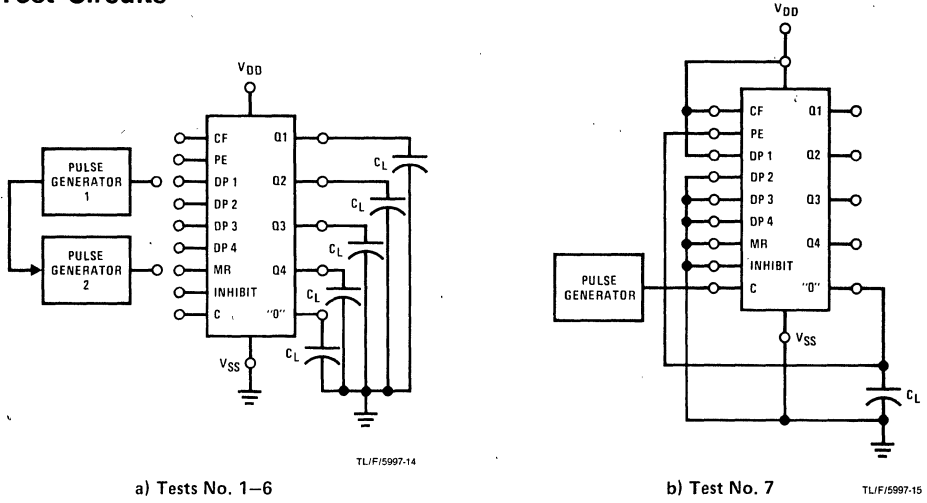 Test Circuits
VDD
CF
PE
DP 1
DP 2
DP 3
DP 4
MR
INHIBIT
C
Q1
Q2
Q3
Q4
"0"
PULSE
GENERATOR
1
PULSE
GENERATOR
2
CL
CL
CL
CL
CL
VSS
TL/F/5997-14
a) Tests No. 1–6
VDD
CF
PE
DP 1
DP 2
DP 3
DP 4
MR
INHIBIT
C
Q1
Q2
Q3
Q4
"0"
PULSE
GENERATOR
VSS
CL
b) Test No. 7
TL/F/5997-15